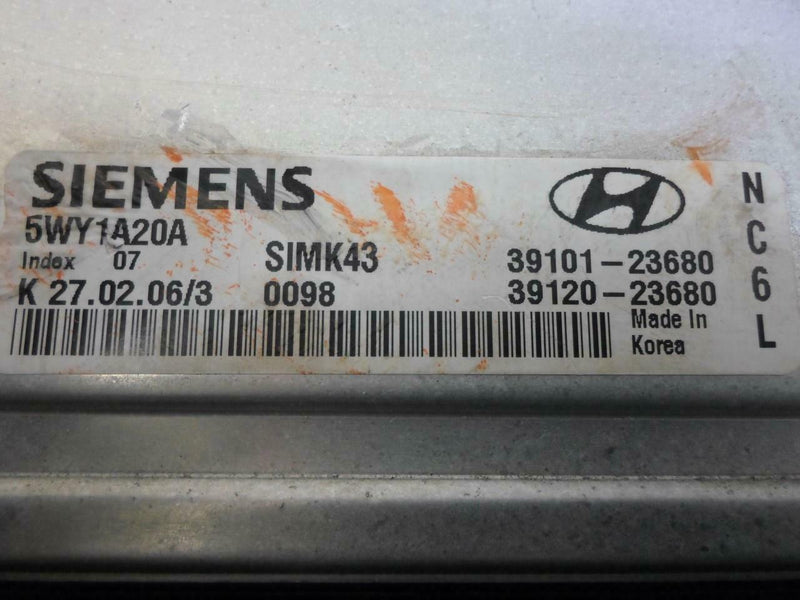 SIEMENS
5WY1A20A
Index 07
SIMK43
39101-23680
K 27.02.06/3
0098
39120-23680
Made In
Korea
N
C
6
L